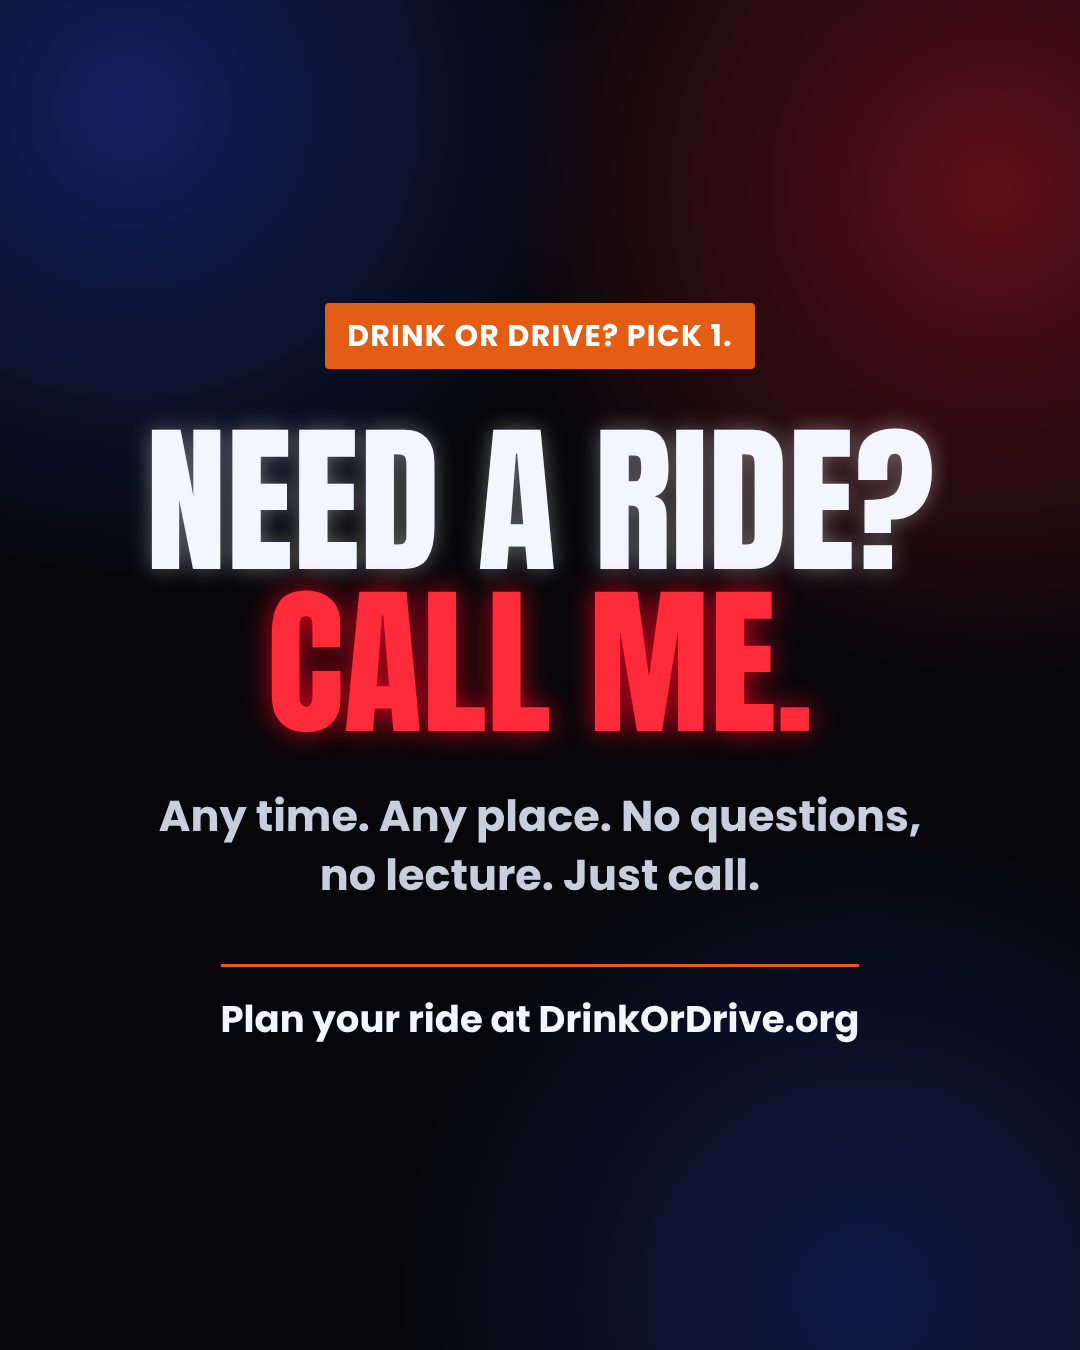 DRINK OR DRIVE? PICK 1.
NEED A RIDE?
CALL ME.
Any time. Any place. No questions,
no lecture. Just call.
Plan your ride at DrinkOrDrive.org